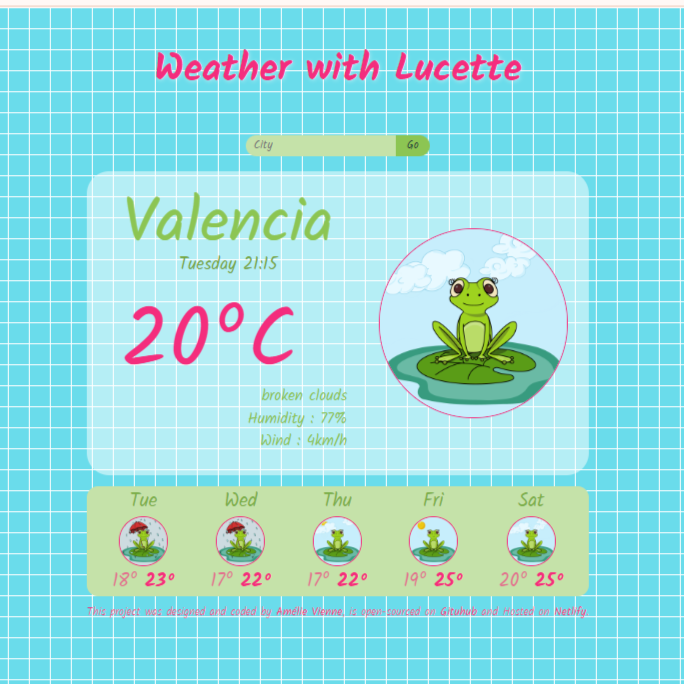 Weather with Lucette
City Go
Valencia
Tuesday 21:15
20°C
broken clouds
Humidity : 77%
Wind : 4km/h
Tue Wed Thu Fri Sat
18° 23° 17° 22° 17° 22° 19° 25° 20° 25°
This project was designed and coded by Amélie Vienne, is open-sourced on Gituhub and Hosted on Netlify.